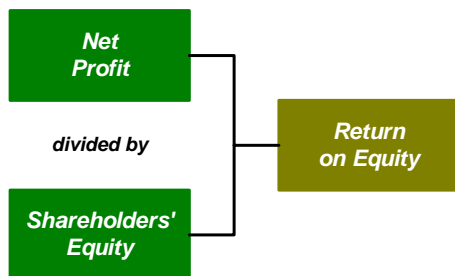 Net
Profit
divided by
Return
on Equity
Shareholders'
Equity